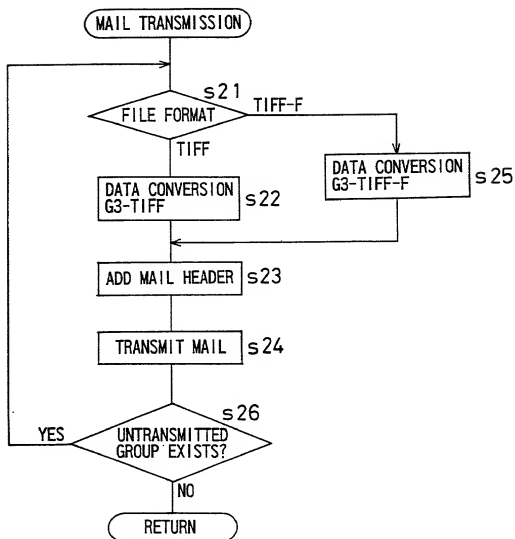 MAIL TRANSMISSION
s21
FILE FORMAT
TIFF-F
TIFF
DATA CONVERSION
G3-TIFF
s22
DATA CONVERSION
G3-TIFF-F
s25
ADD MAIL HEADER
s23
TRANSMIT MAIL
s24
s26
YES
UNTRANSMITTED
GROUP EXISTS?
NO
RETURN